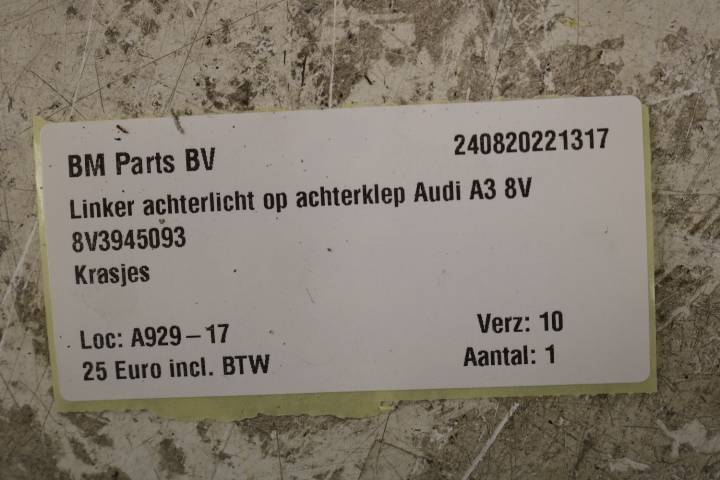 BM Parts BV 240820221317
Linker achterlicht op achterklep Audi A3 8V
8V3945093
Krasjes
Loc: A929-17 Verz: 10
25 Euro incl. BTW Aantal: 1